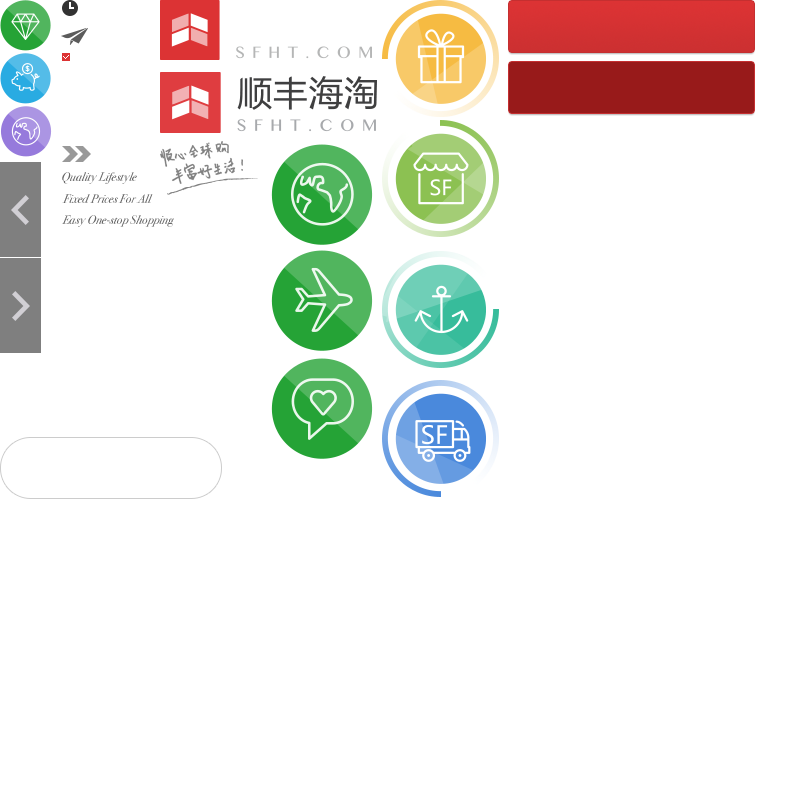 SFHT.COM
顺丰海淘
SFHT.COM
顺心全球购
丰富好生活!
Quality Lifestyle
Fixed Prices For All
Easy One-stop Shopping
$
SF
SF